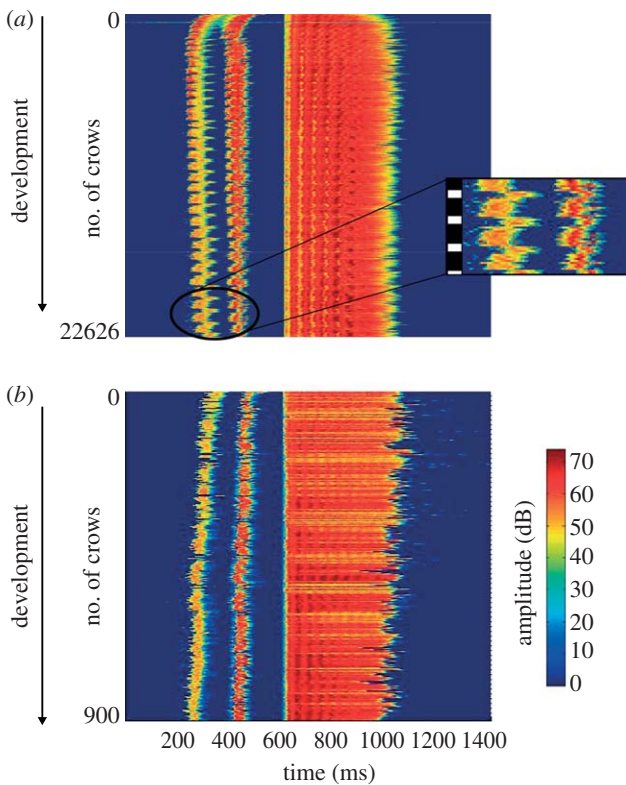 (a)
0
development
no. of crows
22626
(b)
0
development
no. of crows
900
70
60
50
40
30
20
10
0
amplitude (dB)
200 400 600 800 1000 1200 1400
time (ms)